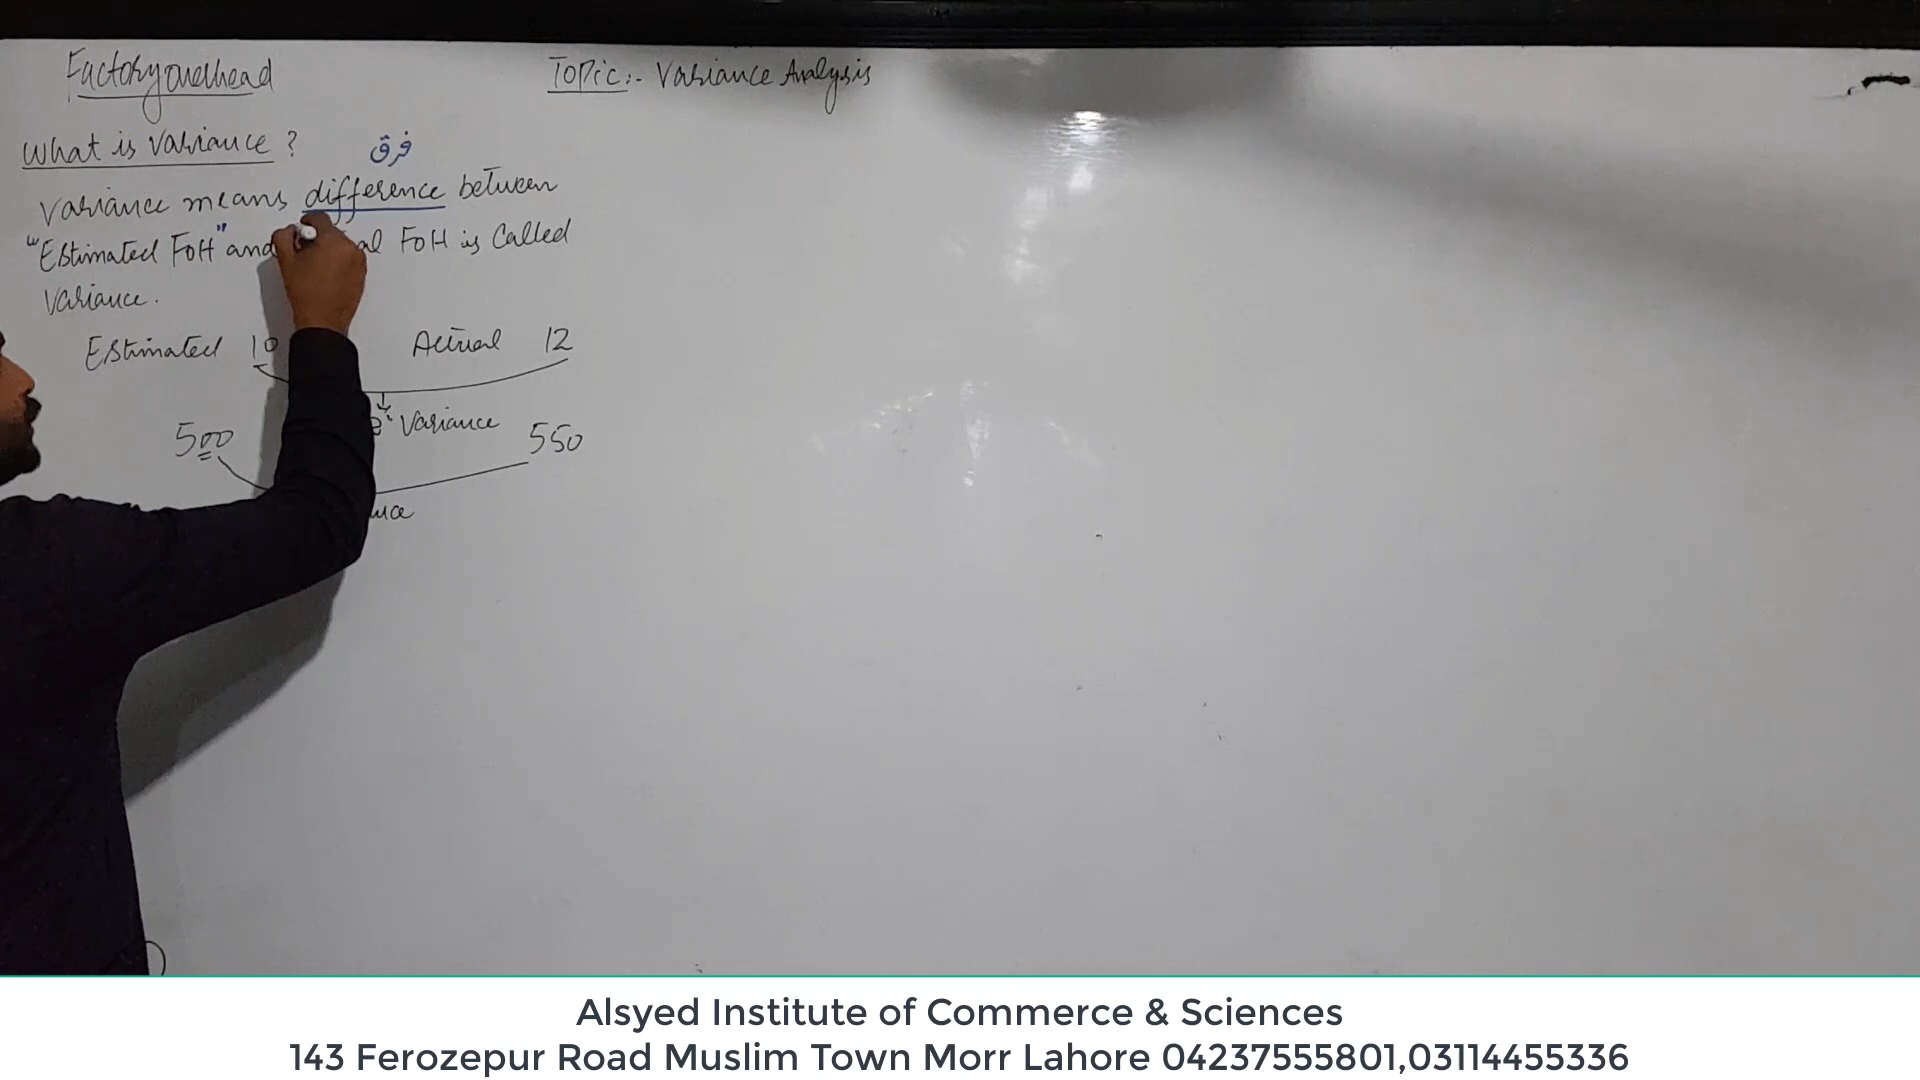 Factory overhead
Topic:- Variance Analysis
What is Variance ?
فرق
Variance means difference between
"Estimated FOH" and FOH is Called
Variance.
Estimated 10 Actual 12
Variance
500 550
Alsyed Institute of Commerce & Sciences
143 Ferozepur Road Muslim Town Morr Lahore 04237555801,03114455336